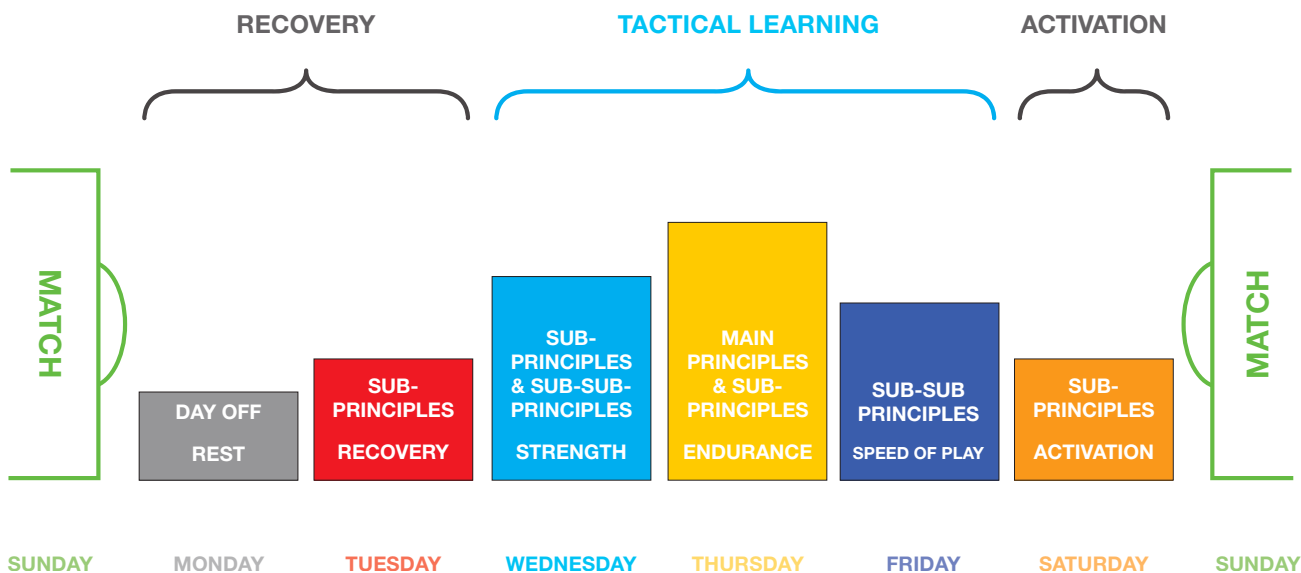 RECOVERY
TACTICAL LEARNING
ACTIVATION
MATCH
DAY OFF
REST
SUB-
PRINCIPLES
RECOVERY
SUB-
PRINCIPLES
& SUB-SUB-
PRINCIPLES
STRENGTH
MAIN
PRINCIPLES
& SUB-
PRINCIPLES
ENDURANCE
SUB-SUB
PRINCIPLES
SPEED OF PLAY
SUB-
PRINCIPLES
ACTIVATION
MATCH
SUNDAY
MONDAY
TUESDAY
WEDNESDAY
THURSDAY
FRIDAY
SATURDAY
SUNDAY